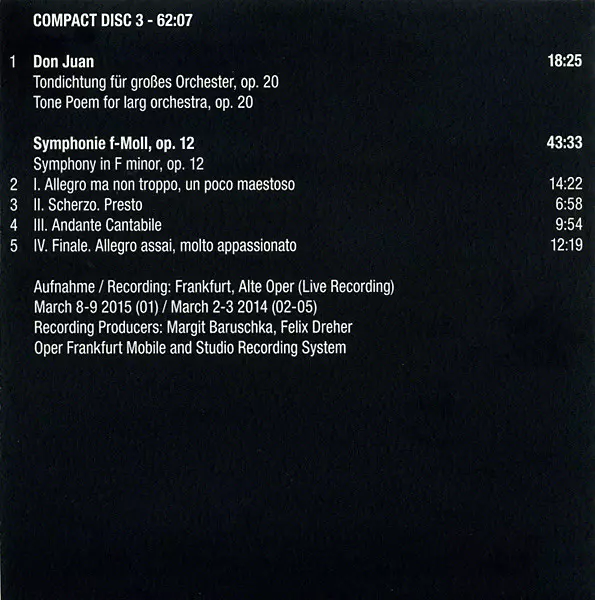 COMPACT DISC 3 - 62:07
1 Don Juan 18:25
Tondichtung für großes Orchester, op. 20
Tone Poem for larg orchestra, op. 20
Symphonie f-Moll, op. 12 43:33
Symphony in F minor, op. 12
2 I. Allegro ma non troppo, un poco maestoso 14:22
3 II. Scherzo. Presto 6:58
4 III. Andante Cantabile 9:54
5 IV. Finale. Allegro assai, molto appassionato 12:19
Aufnahme / Recording: Frankfurt, Alte Oper (Live Recording)
March 8-9 2015 (01) / March 2-3 2014 (02-05)
Recording Producers: Margit Baruschka, Felix Dreher
Oper Frankfurt Mobile and Studio Recording System